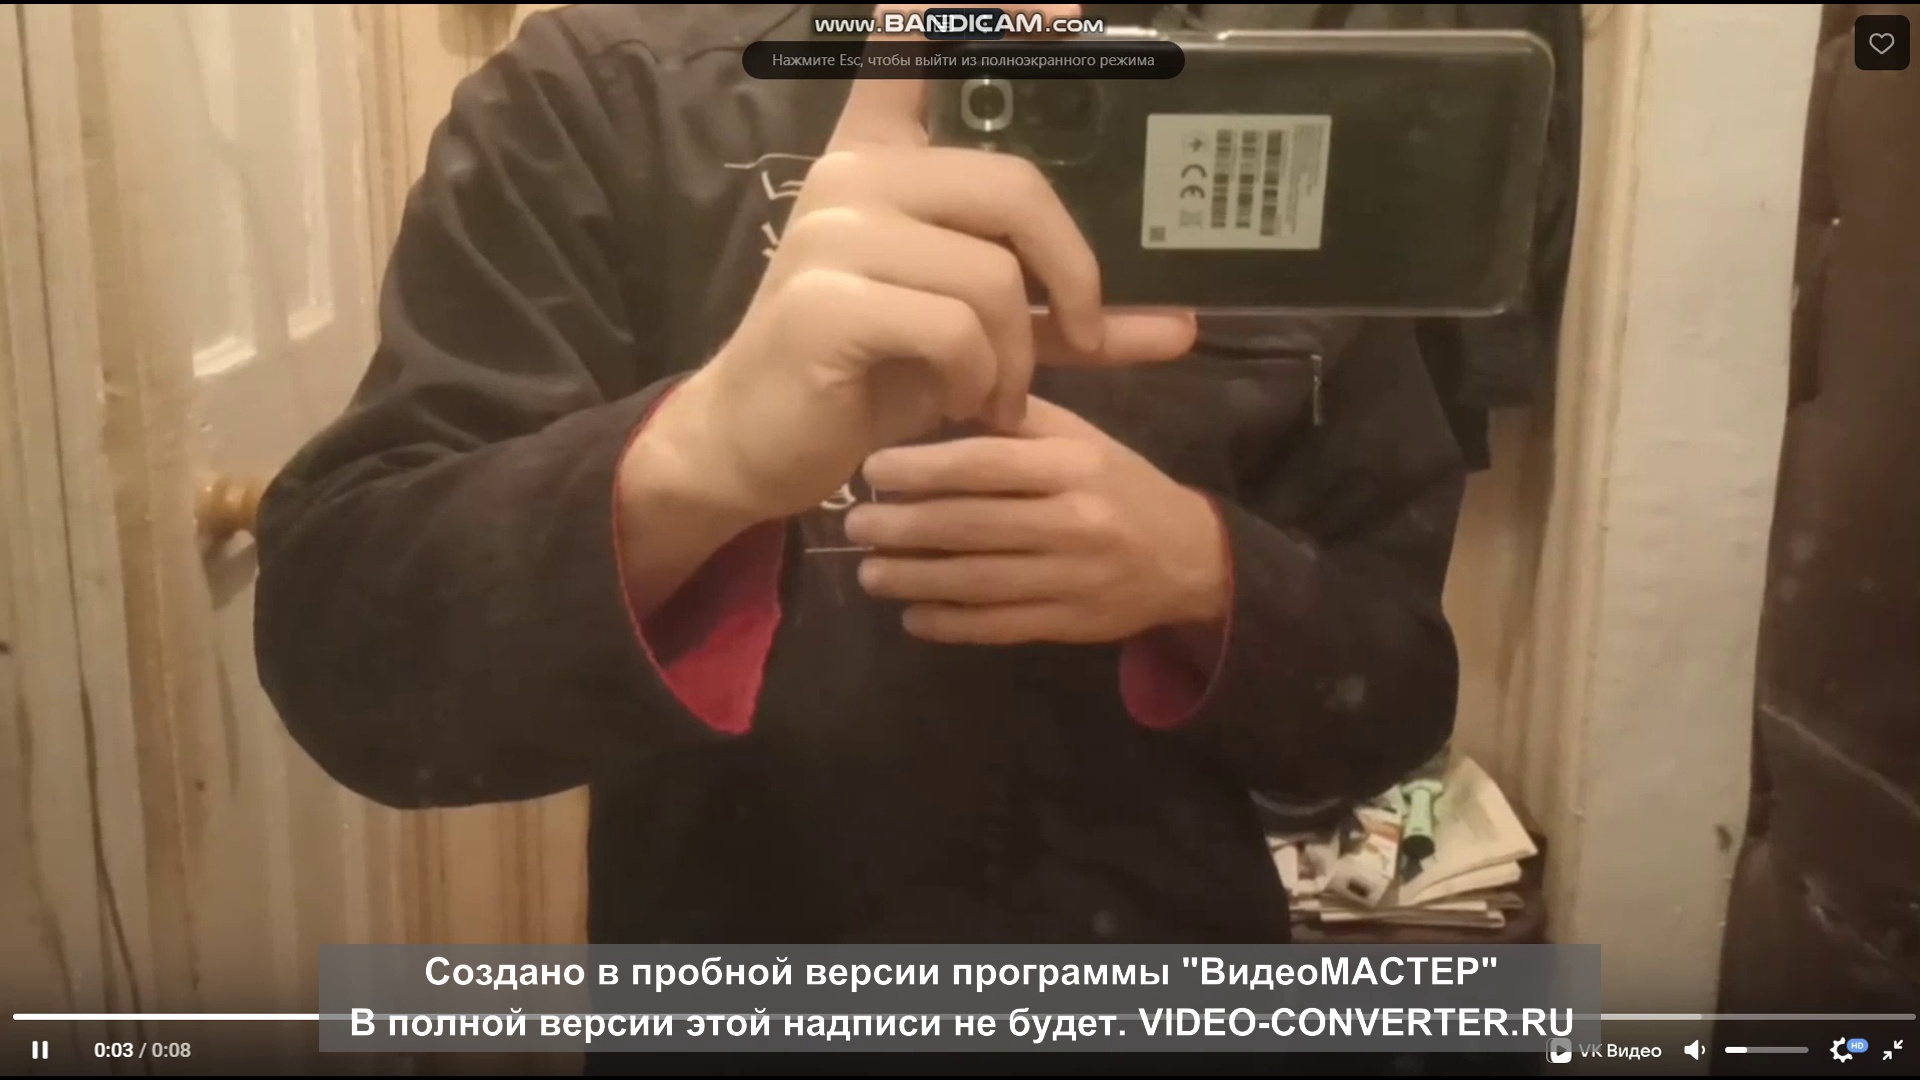 www.BANDICAM.com
Нажмите Esc, чтобы выйти из полноэкранного режима
CE
Создано в пробной версии программы "ВидеоМАСТЕР"
В полной версии этой надписи не будет. VIDEO-CONVERTER.RU
0:03 / 0:08
VK Видео
HD